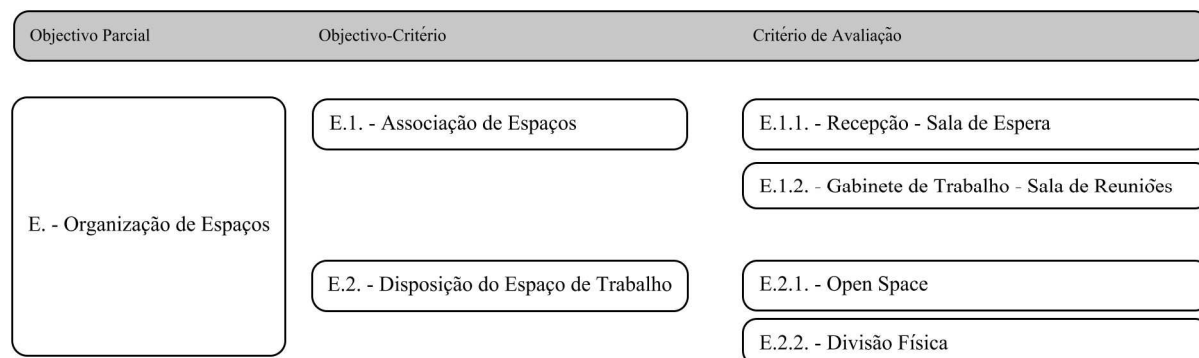 Objectivo Parcial
Objectivo-Critério
Critério de Avaliação
E. - Organização de Espaços
E.1. - Associação de Espaços
E.1.1. - Recepção - Sala de Espera
E.1.2. - Gabinete de Trabalho - Sala de Reuniões
E.2. - Disposição do Espaço de Trabalho
E.2.1. - Open Space
E.2.2. - Divisão Física